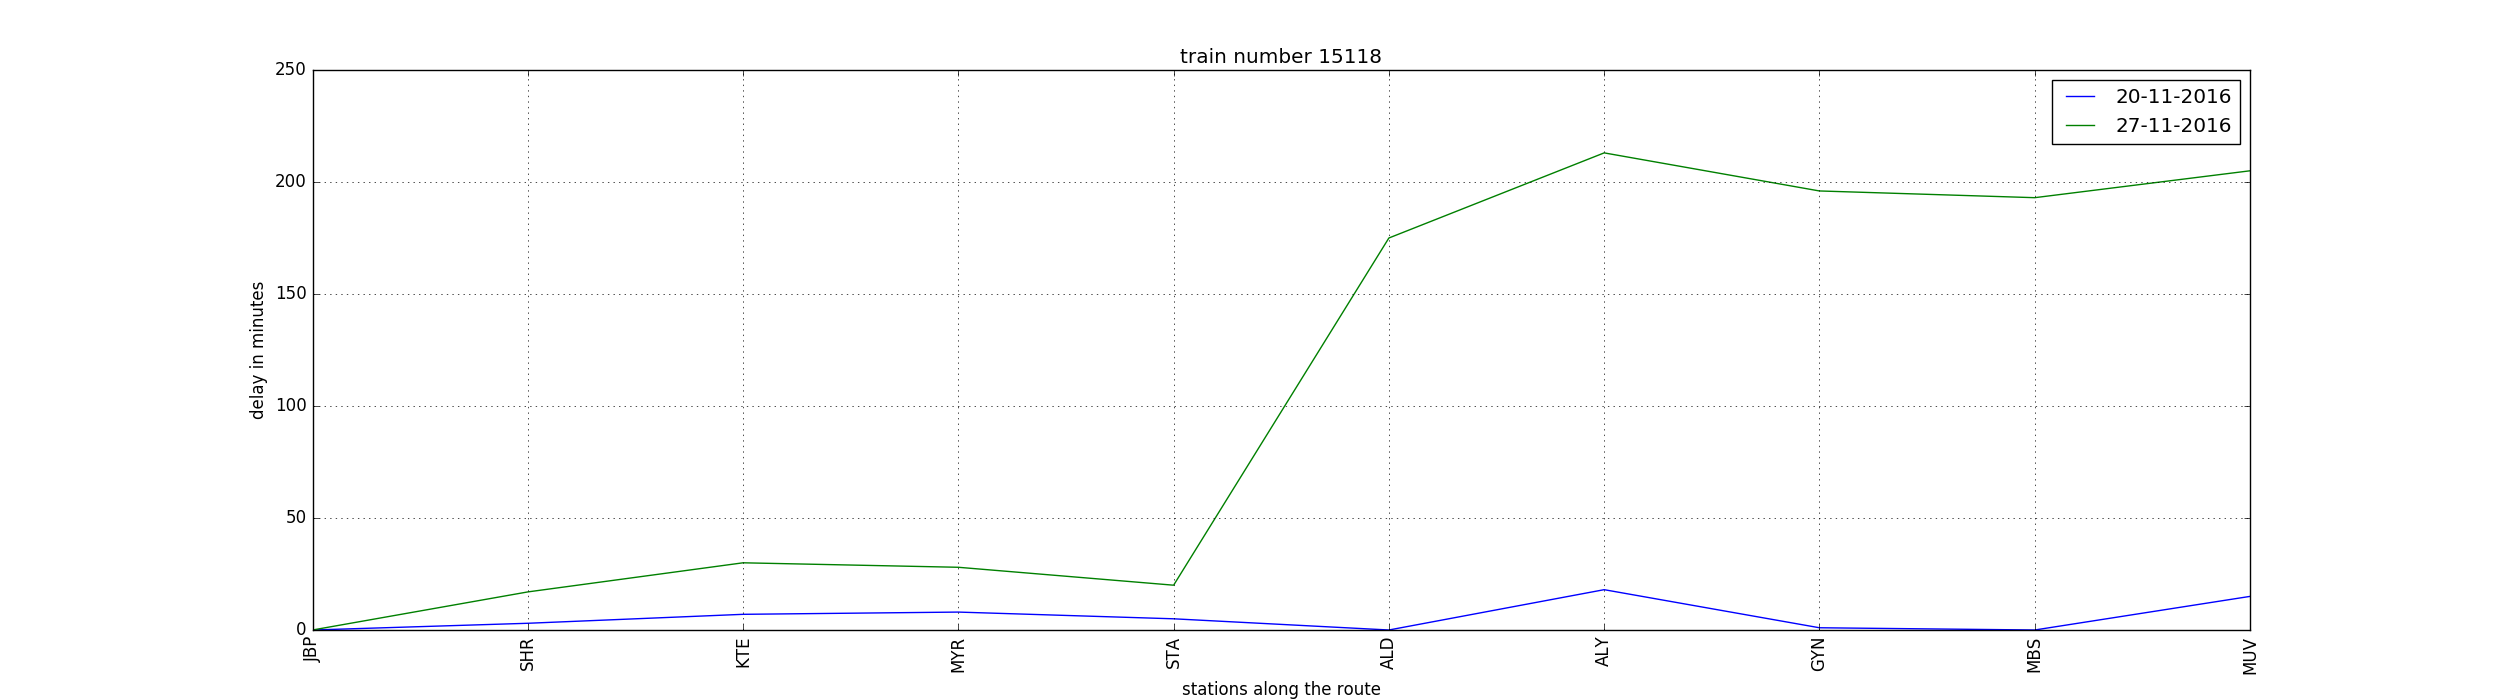 train number 15118
250
200
150
100
50
0
delay in minutes
20-11-2016
27-11-2016
JBP
SHR
KTE
MYR
STA
ALD
ALY
GYN
MBS
MUV
stations along the route